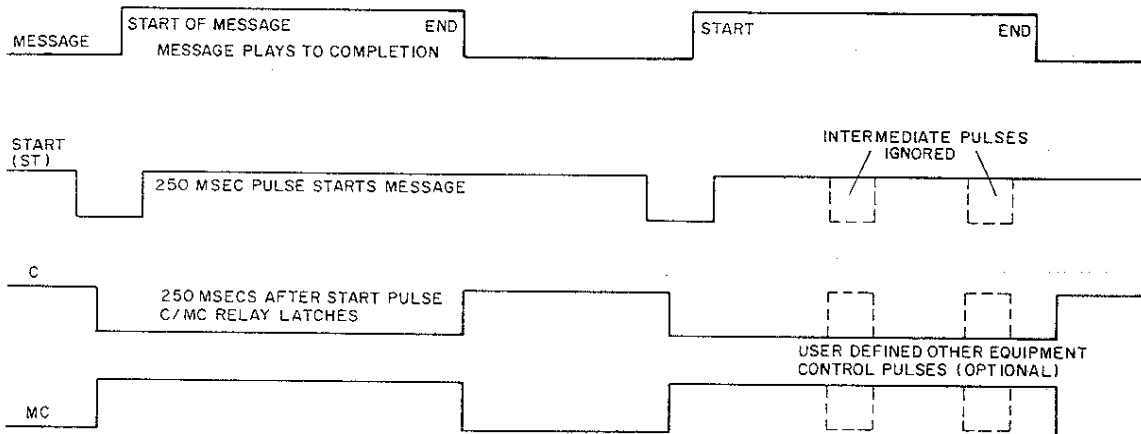 START OF MESSAGE
END
START
END
MESSAGE
MESSAGE PLAYS TO COMPLETION
START
(ST)
INTERMEDIATE PULSES
IGNORED
250 MSEC PULSE STARTS MESSAGE
C
250 MSECS AFTER START PULSE
C/MC RELAY LATCHES
USER DEFINED OTHER EQUIPMENT
CONTROL PULSES (OPTIONAL)
MC